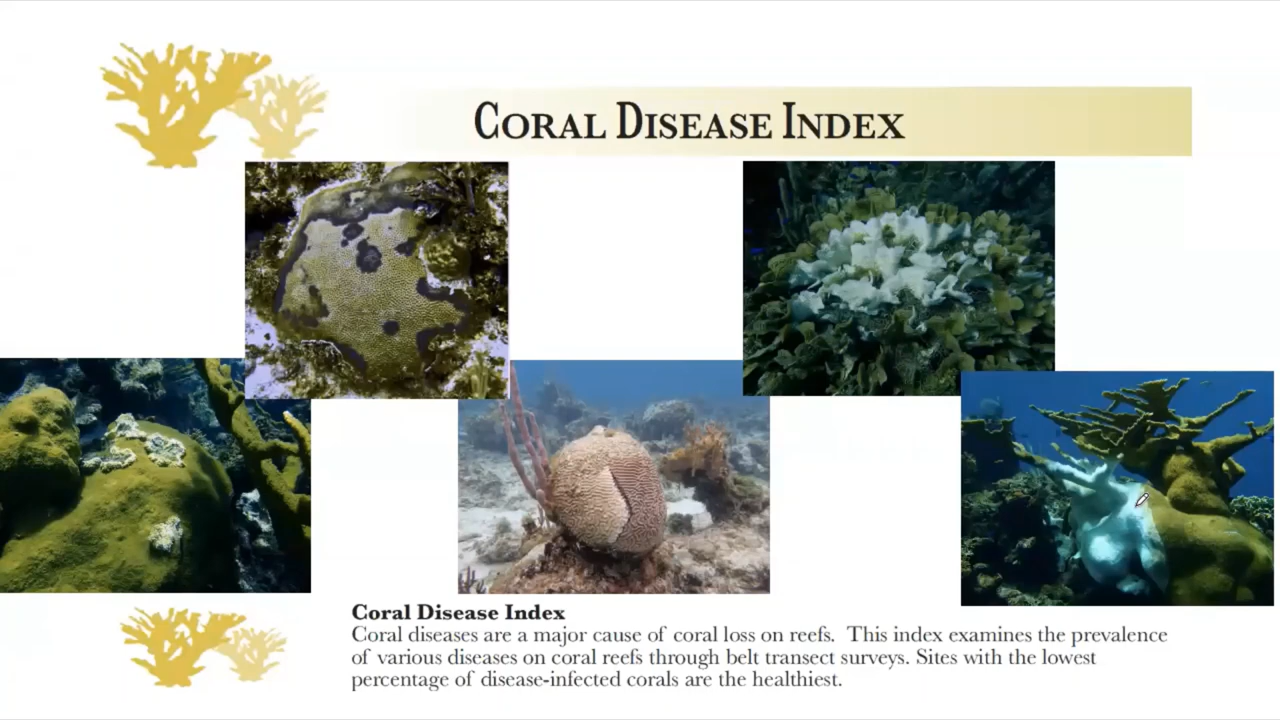 CORAL DISEASE INDEX
Coral Disease Index
Coral diseases are a major cause of coral loss on reefs.  This index examines the prevalence
of various diseases on coral reefs through belt transect surveys. Sites with the lowest
percentage of disease-infected corals are the healthiest.